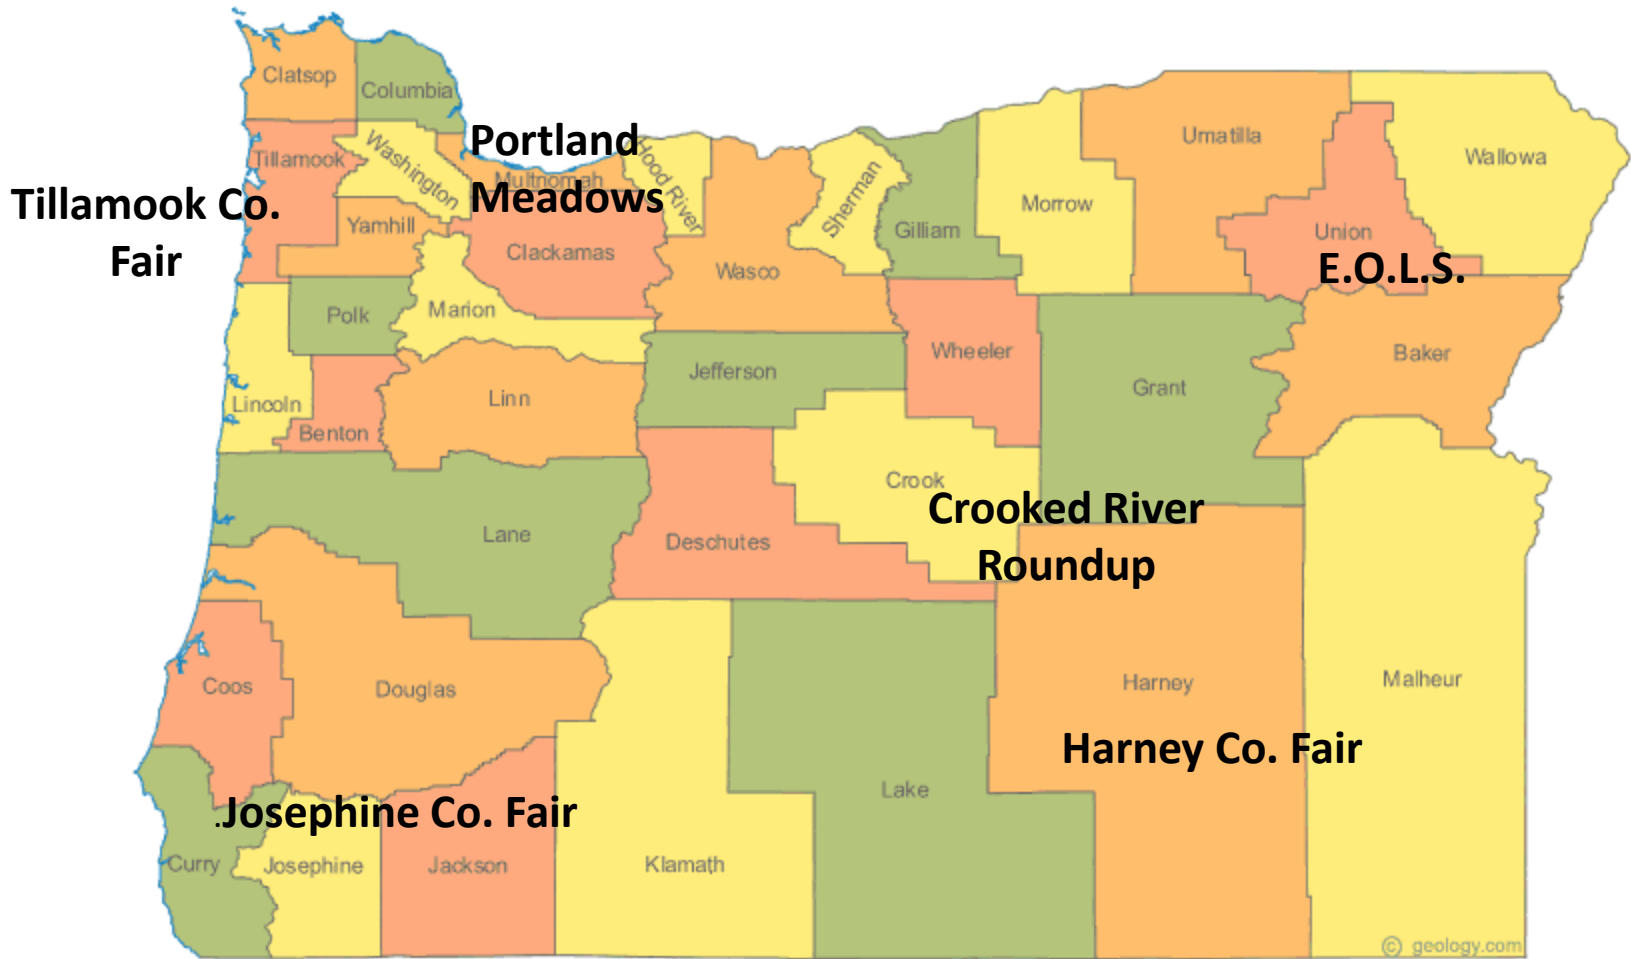 Clatsop
Columbia
Tillamook
Washington
Portland
Meadows
Multnomah
Hood River
Sherman
Gilliam
Morrow
Umatilla
Wallowa
Union
E.O.L.S.
Tillamook Co.
Fair
Yamhill
Clackamas
Wasco
Polk
Marion
Wheeler
Baker
Jefferson
Grant
Lincoln
Linn
Benton
Crook
Crooked River
Roundup
Lane
Deschutes
Coos
Douglas
Harney
Malheur
Harney Co. Fair
Lake
.Josephine Co. Fair
Curry
Josephine
Jackson
Klamath
© geology.com